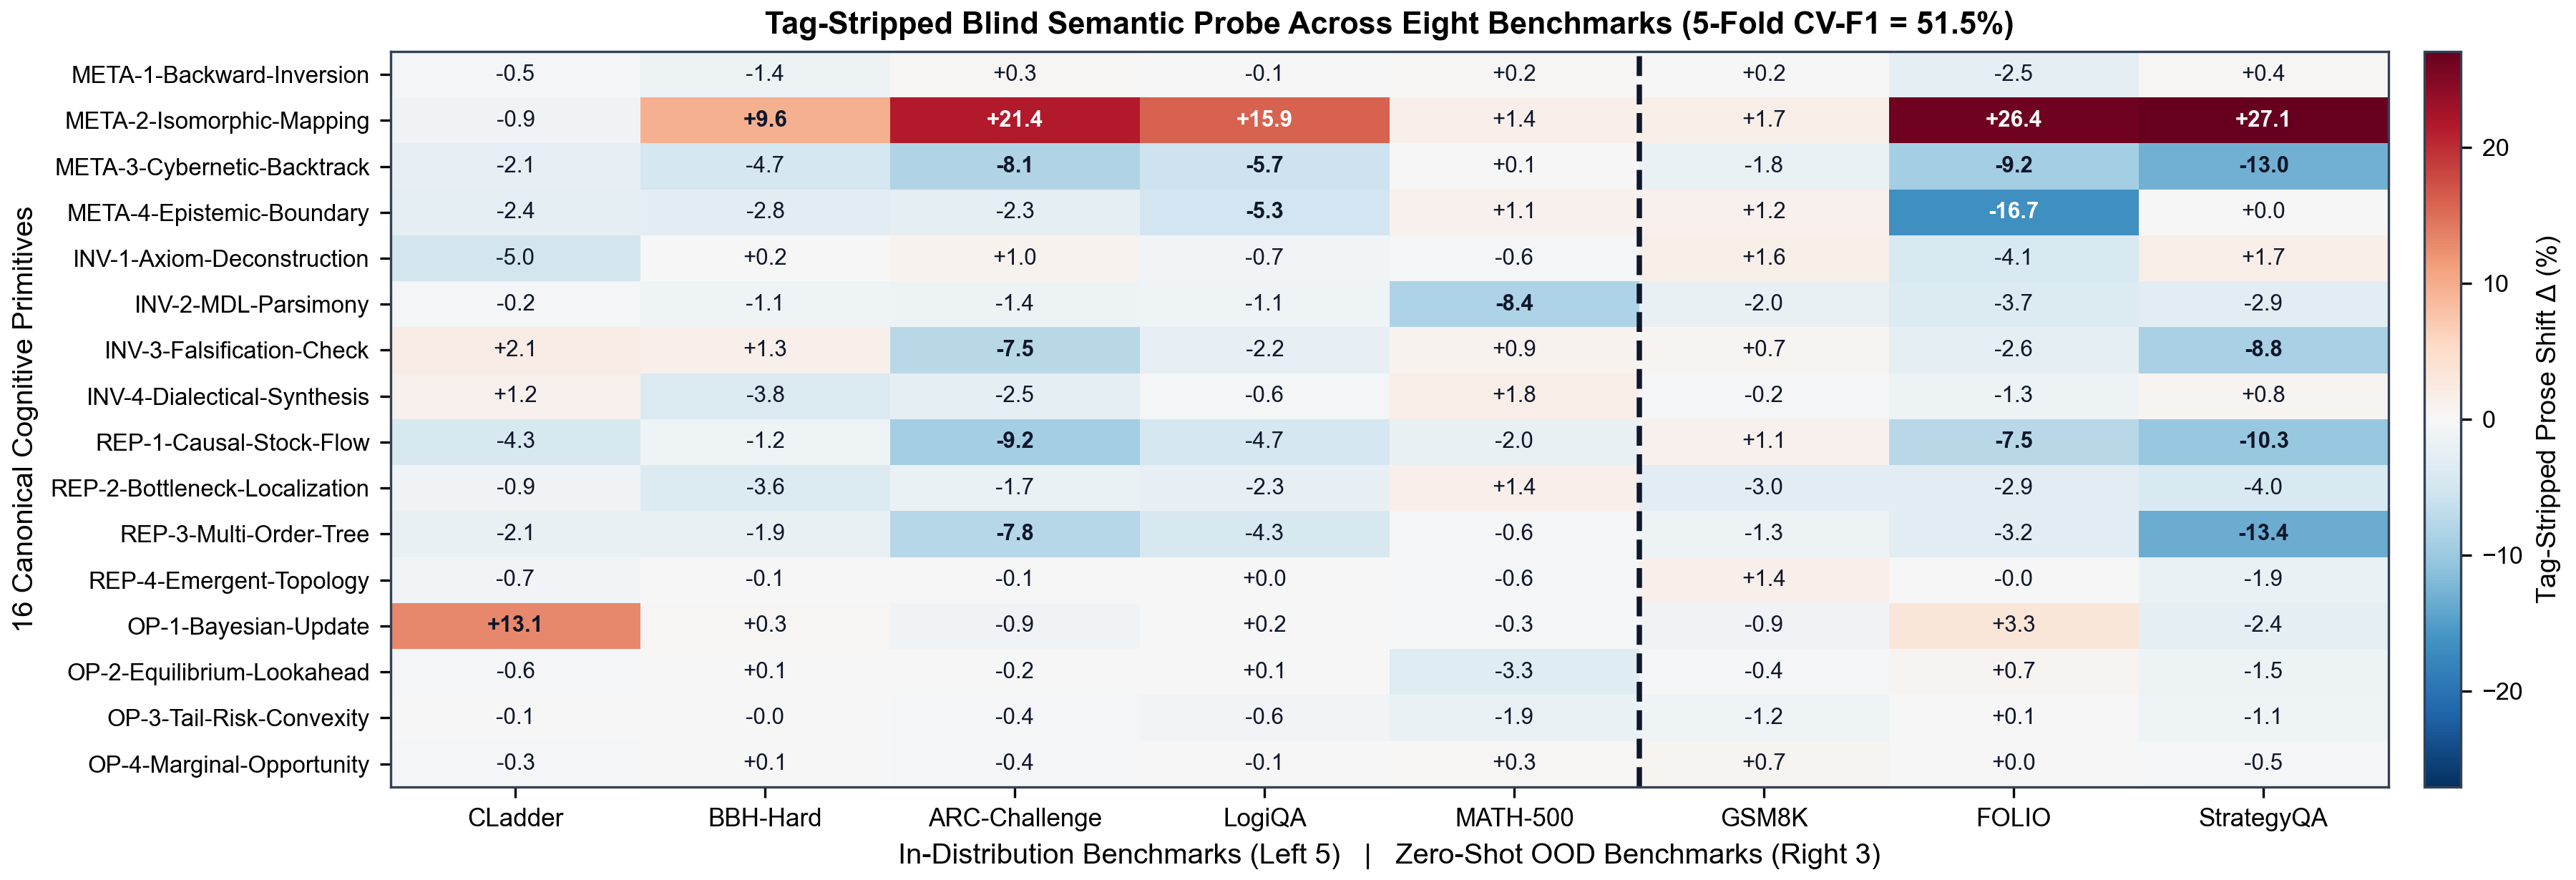 Tag-Stripped Blind Semantic Probe Across Eight Benchmarks (5-Fold CV-F1 = 51.5%)
16 Canonical Cognitive Primitives
META-1-Backward-Inversion -0.5 -1.4 +0.3 -0.1 +0.2 +0.2 -2.5 +0.4
META-2-Isomorphic-Mapping -0.9 +9.6 +21.4 +15.9 +1.4 +1.7 +26.4 +27.1
META-3-Cybernetic-Backtrack -2.1 -4.7 -8.1 -5.7 +0.1 -1.8 -9.2 -13.0
META-4-Epistemic-Boundary -2.4 -2.8 -2.3 -5.3 +1.1 +1.2 -16.7 +0.0
INV-1-Axiom-Deconstruction -5.0 +0.2 +1.0 -0.7 -0.6 +1.6 -4.1 +1.7
INV-2-MDL-Parsimony -0.2 -1.1 -1.4 -1.1 -8.4 -2.0 -3.7 -2.9
INV-3-Falsification-Check +2.1 +1.3 -7.5 -2.2 +0.9 +0.7 -2.6 -8.8
INV-4-Dialectical-Synthesis +1.2 -3.8 -2.5 -0.6 +1.8 -0.2 -1.3 +0.8
REP-1-Causal-Stock-Flow -4.3 -1.2 -9.2 -4.7 -2.0 +1.1 -7.5 -10.3
REP-2-Bottleneck-Localization -0.9 -3.6 -1.7 -2.3 +1.4 -3.0 -2.9 -4.0
REP-3-Multi-Order-Tree -2.1 -1.9 -7.8 -4.3 -0.6 -1.3 -3.2 -13.4
REP-4-Emergent-Topology -0.7 -0.1 -0.1 +0.0 -0.6 +1.4 -0.0 -1.9
OP-1-Bayesian-Update +13.1 +0.3 -0.9 +0.2 -0.3 -0.9 +3.3 -2.4
OP-2-Equilibrium-Lookahead -0.6 +0.1 -0.2 +0.1 -3.3 -0.4 +0.7 -1.5
OP-3-Tail-Risk-Convexity -0.1 -0.0 -0.4 -0.6 -1.9 -1.2 +0.1 -1.1
OP-4-Marginal-Opportunity -0.3 +0.1 -0.4 -0.1 +0.3 +0.7 +0.0 -0.5
CLadder BBH-Hard ARC-Challenge LogiQA MATH-500 GSM8K FOLIO StrategyQA
In-Distribution Benchmarks (Left 5) | Zero-Shot OOD Benchmarks (Right 3)
20
10
0
−10
−20
Tag-Stripped Prose Shift Δ (%)